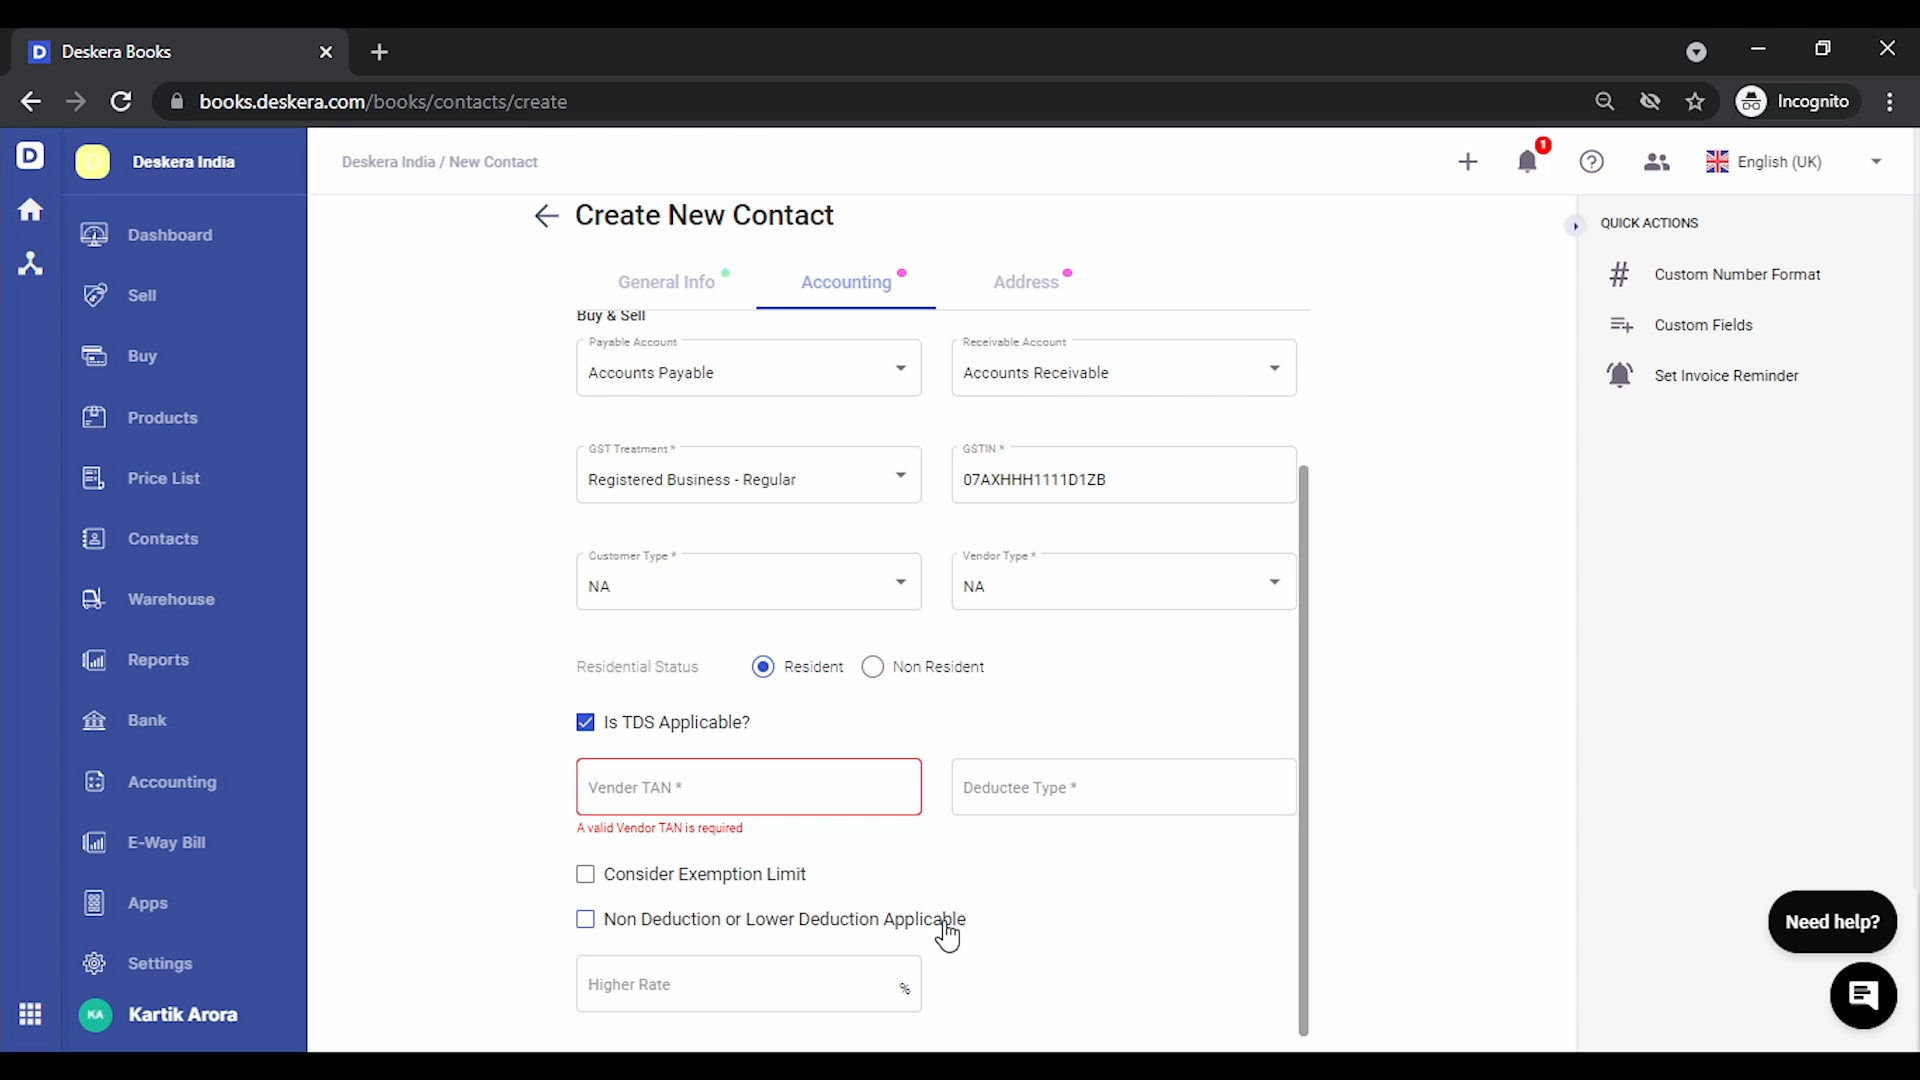 D Deskera Books
books.deskera.com/books/contacts/create
Incognito
D
D Deskera India
Deskera India / New Contact
1
English (UK)
Create New Contact
QUICK ACTIONS
Dashboard
Sell
Buy
Products
Price List
Contacts
Warehouse
Reports
Bank
Accounting
E-Way Bill
Apps
Settings
KA Kartik Arora
General Info Accounting Address
Buy & Sell
Payable Account Receivable Account
Accounts Payable Accounts Receivable
GST Treatment * GSTIN *
Registered Business - Regular 07AXHHH1111D1ZB
Customer Type * Vendor Type *
NA NA
Residential Status Resident Non Resident
Is TDS Applicable?
Vender TAN * Deductee Type *
A valid Vendor TAN is required
Consider Exemption Limit
Non Deduction or Lower Deduction Applicable
Higher Rate %
Custom Number Format
Custom Fields
Set Invoice Reminder
Need help?